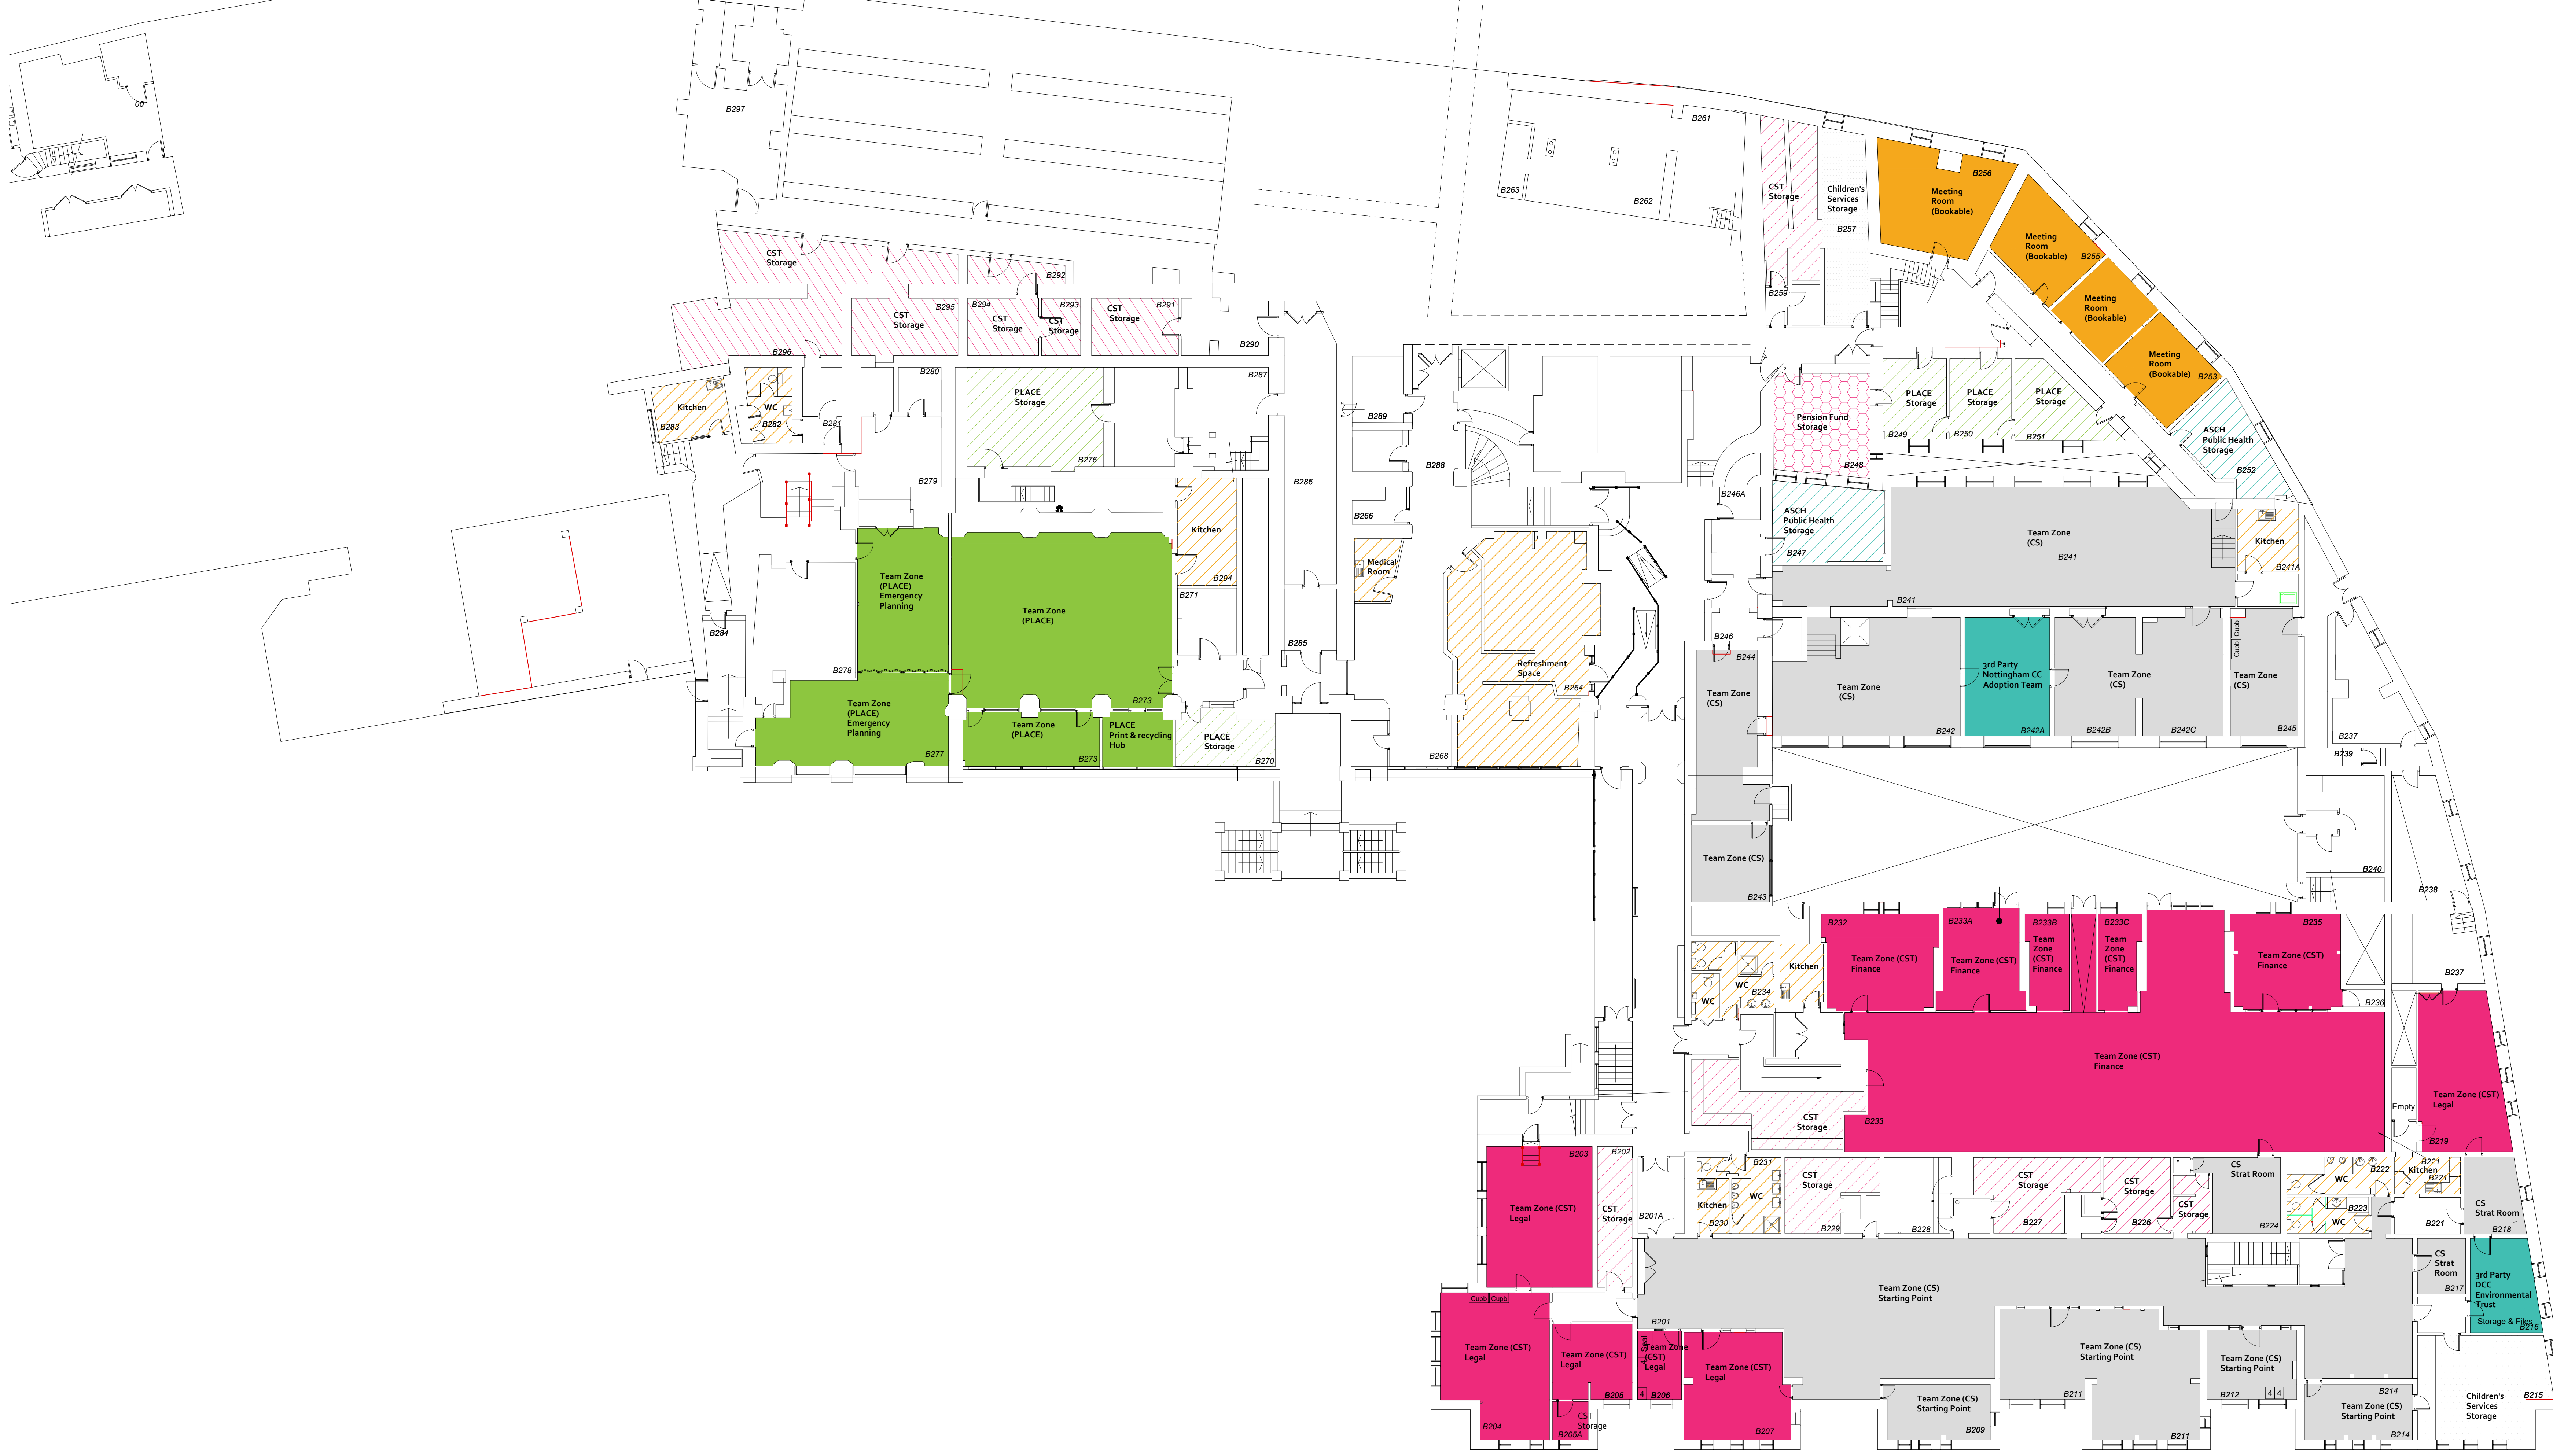 00
B297
B261
B263
B262
CST
Storage
Children's
Services
Storage
B257
B259
Meeting
Room
(Bookable)
B256
Meeting
Room
(Bookable)
B255
Meeting
Room
(Bookable)
Meeting
Room
(Bookable)
B253
CST
Storage
B296
B295
CST
Storage
B292
B294
CST
Storage
B293
CST
Storage
B291
CST
Storage
B290
Kitchen
B283
WC
B282
B281
B280
B279
PLACE
Storage
B276
B287
B286
B289
B288
B266
Medical
Room
Pension Fund
Storage
B248
PLACE
Storage
B249
PLACE
Storage
B250
PLACE
Storage
B251
ASCH
Public Health
Storage
B252
B246A
ASCH
Public Health
Storage
B247
Team Zone
(CS)
B241
B241
Kitchen
B241A
Kitchen
B294
B271
B285
B284
B278
Team Zone
(PLACE)
Emergency
Planning
Team Zone
(PLACE)
B273
Team Zone
(PLACE)
Emergency
Planning
B277
Team Zone
(PLACE)
B273
PLACE
Print & recycling
Hub
PLACE
Storage
B270
B268
Refreshment
Space
B264
B246
B244
Team Zone
(CS)
Team Zone
(CS)
B242
3rd Party
Nottingham CC
Adoption Team
B242A
Team Zone
(CS)
B242B
B242C
Cupb
Cupb
Team Zone
(CS)
B245
B237
B239
B240
B238
Team Zone (CS)
B243
B232
Team Zone (CST)
Finance
B233A
Team Zone (CST)
Finance
B233B
Team
Zone
(CST)
Finance
B233C
Team
Zone
(CST)
Finance
B235
Team Zone (CST)
Finance
B236
B237
WC
WC
B234
Kitchen
Team Zone (CST)
Finance
B233
CST
Storage
Empty
Team Zone (CST)
Legal
B219
B203
Team Zone (CST)
Legal
B202
CST
Storage
B201A
B231
Kitchen
B230
WC
CST
Storage
B229
B228
CST
Storage
B227
CST
Storage
B226
CST
Storage
CS
Strat Room
B224
B222
WC
B223
WC
B221
Kitchen
B221
B221
CS
Strat Room
B218
CS
Strat
Room
B217
3rd Party
DCC
Environmental
Trust
Storage & Files
B216
Team Zone (CS)
Starting Point
B201
Cupb
Cupb
Team Zone (CST)
Legal
B204
Team Zone (CST)
Legal
B205
CST
Storage
B205A
Team Zone
(CST)
Legal
4
B206
Team Zone (CST)
Legal
B207
Team Zone (CS)
Starting Point
B209
Team Zone (CS)
Starting Point
B211
B211
Team Zone (CS)
Starting Point
B212
4
4
B214
Team Zone (CS)
Starting Point
B214
Children's
Services
Storage
B215